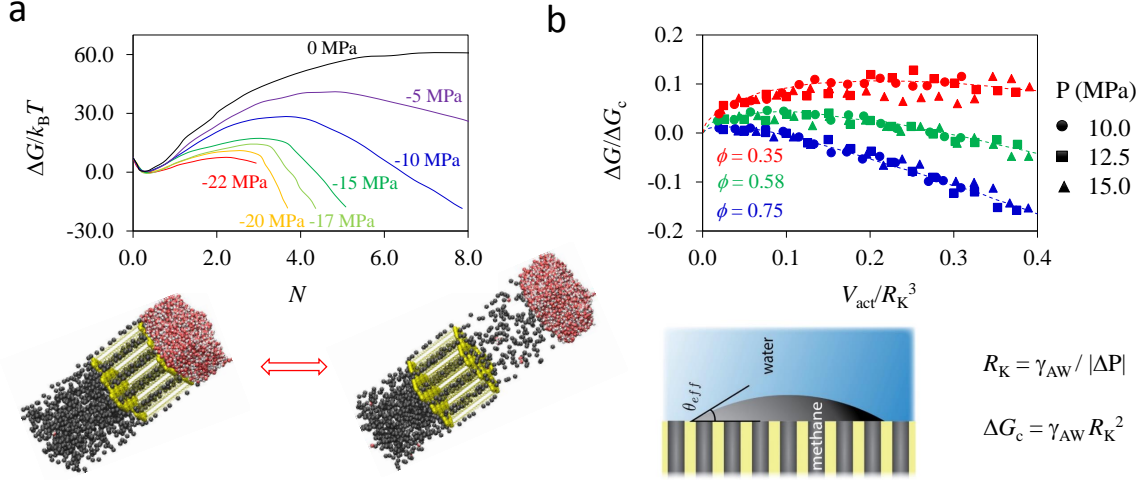 a
ΔG/k_BT
60.0
30.0
0.0
-30.0
0 MPa
-5 MPa
-10 MPa
-15 MPa
-17 MPa
-20 MPa
-22 MPa
0.0 2.0 4.0 6.0 8.0
N
b
ΔG/ΔG_c
0.2
0.1
0.0
-0.1
-0.2
ϕ = 0.35
ϕ = 0.58
ϕ = 0.75
0.0 0.1 0.2 0.3 0.4
V_act/R_K^3
P (MPa)
10.0
12.5
15.0
water
θ_eff
methane
R_K = γ_AW / |ΔP|
ΔG_c = γ_AW R_K^2